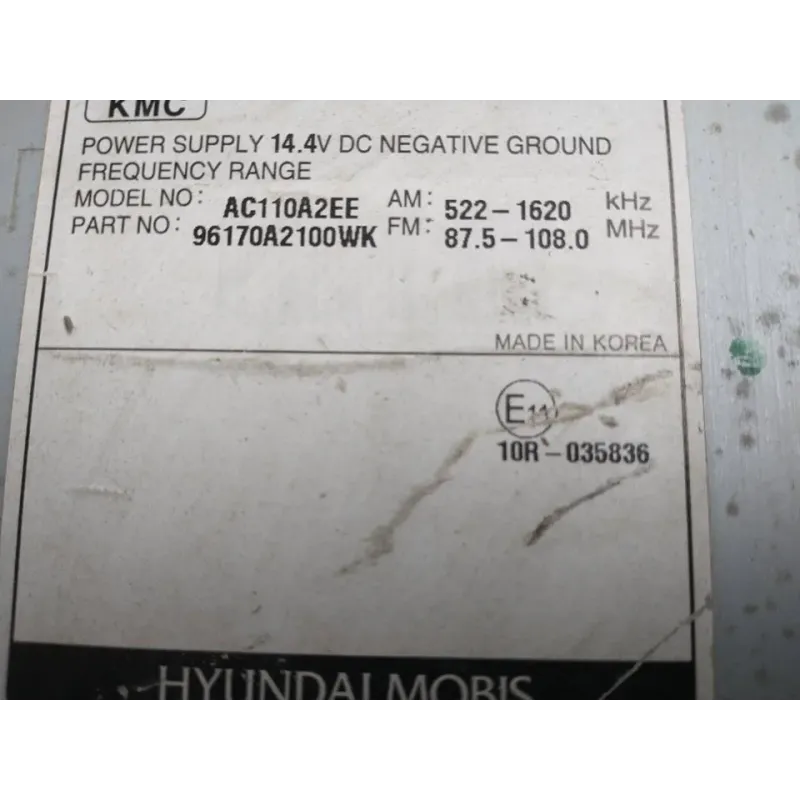 KMC
POWER SUPPLY 14.4V DC NEGATIVE GROUND
FREQUENCY RANGE
MODEL NO: AC110A2EE AM: 522-1620 kHz
PART NO: 96170A2100WK FM: 87.5-108.0 MHz
MADE IN KOREA
E11
10R-035836
HYUNDAI MOBIS